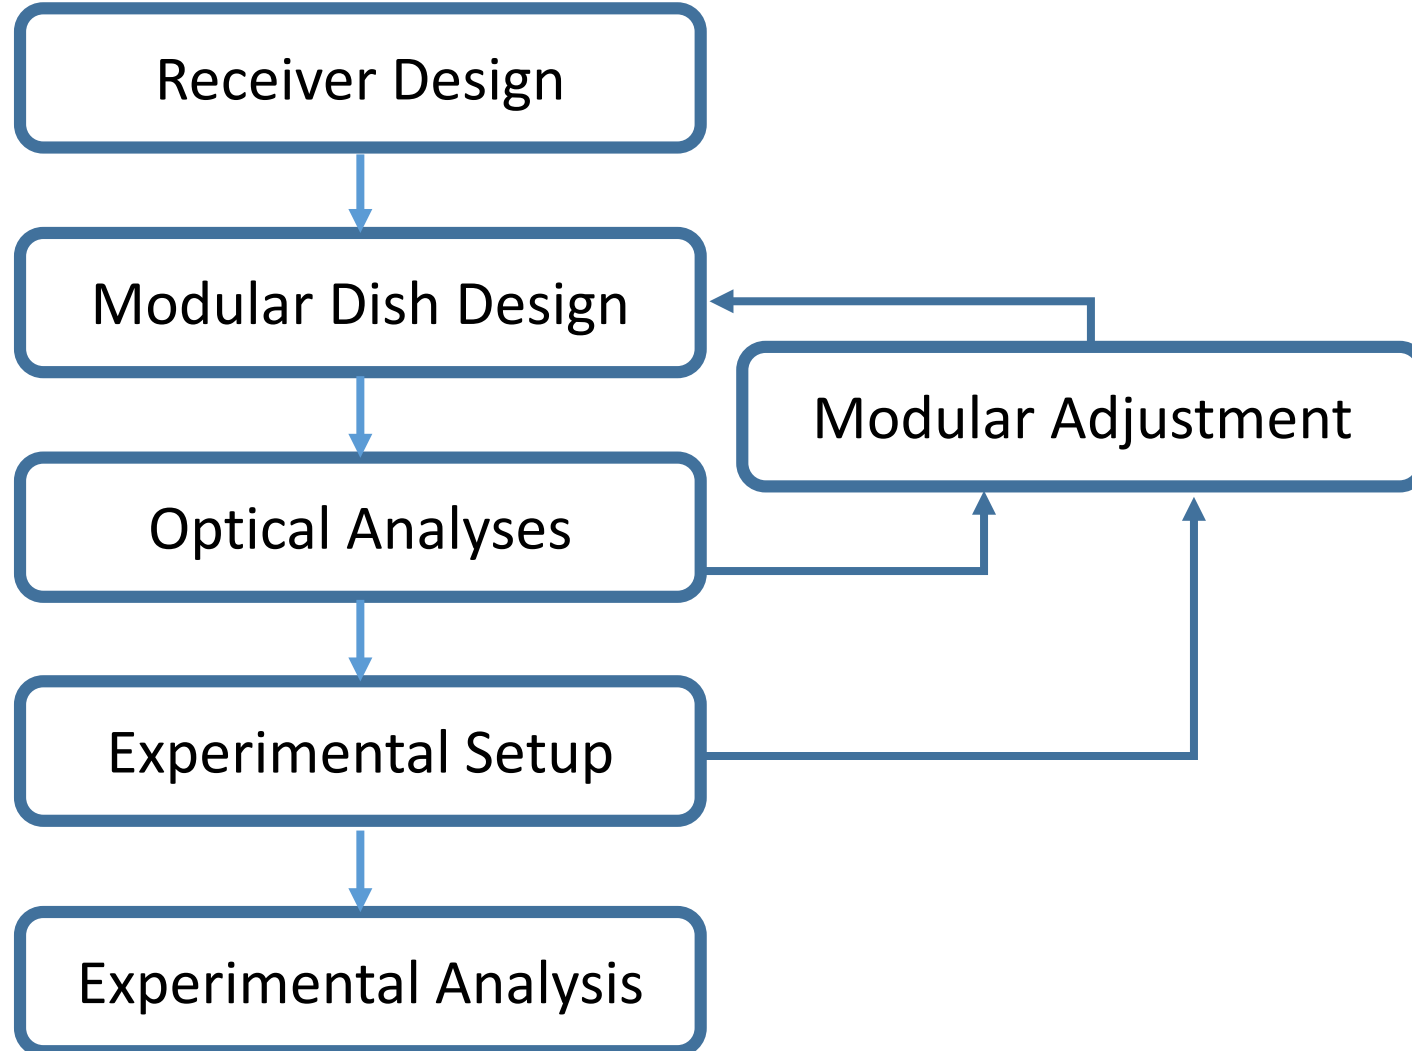 Receiver Design
Modular Dish Design
Modular Adjustment
Optical Analyses
Experimental Setup
Experimental Analysis